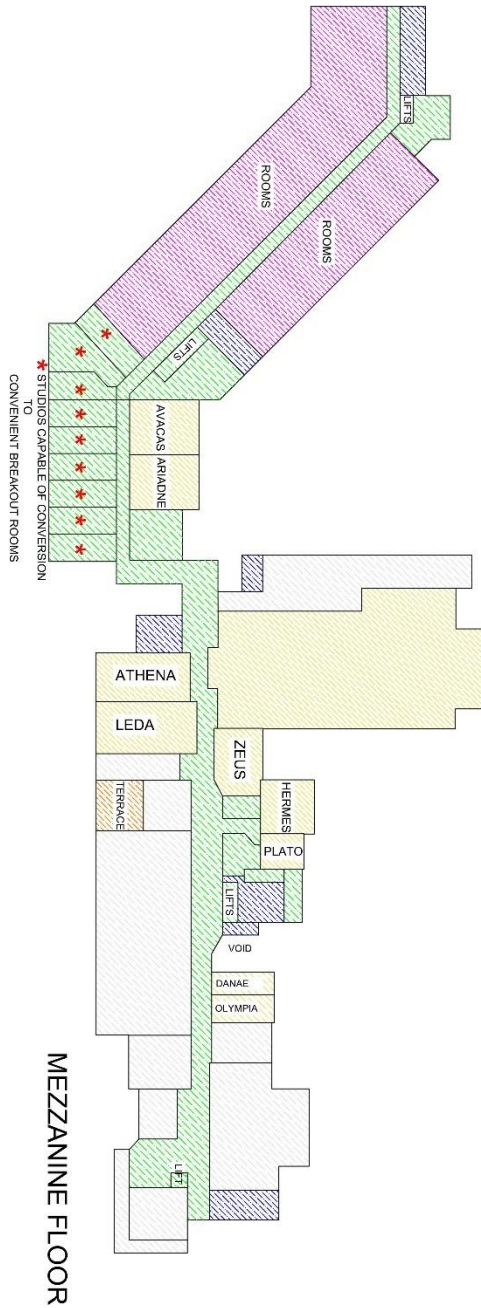 LIFTS
ROOMS
ROOMS
LIFTS
* STUDIOS CAPABLE OF CONVERSION
TO
CONVENIENT BREAKOUT ROOMS
AVACAS
ARIADNE
ATHENA
LEDA
ZEUS
TERRACE
HERMES
PLATO
LIFTS
VOID
DANAE
OLYMPIA
LIFT
MEZZANINE FLOOR